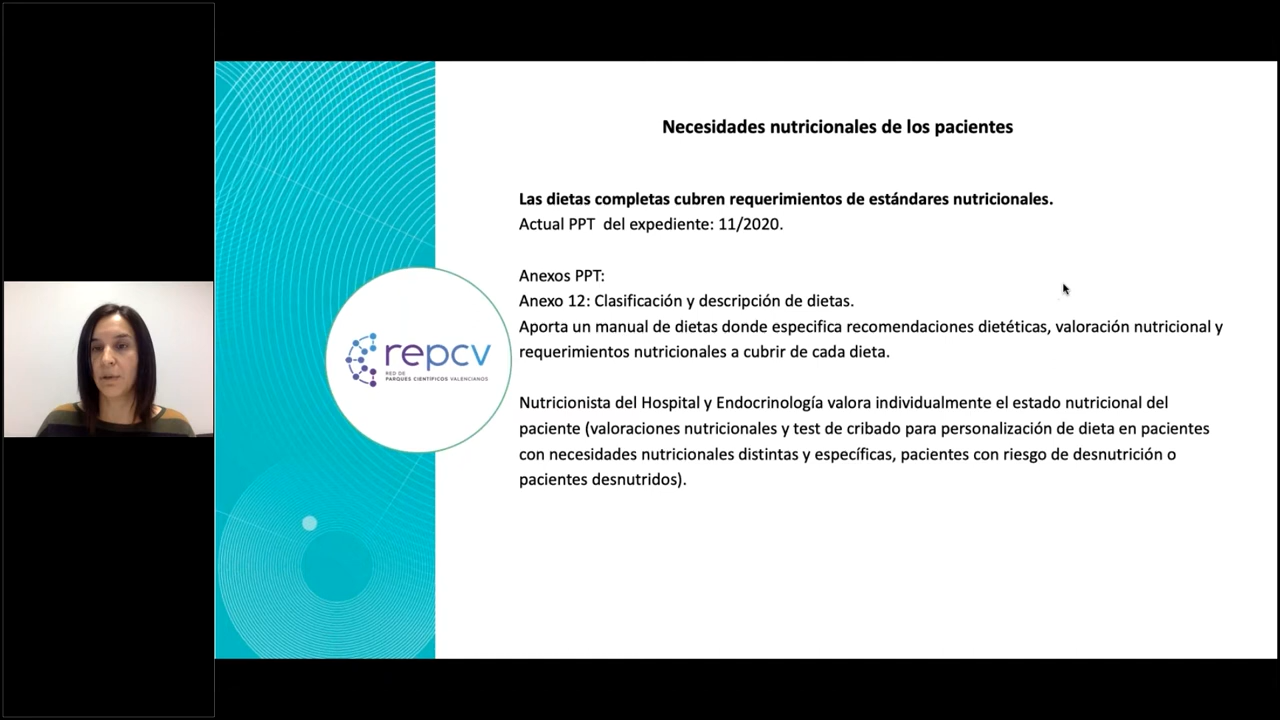 Necesidades nutricionales de los pacientes
Las dietas completas cubren requerimientos de estándares nutricionales.
Actual PPT  del expediente: 11/2020.
Anexos PPT:
Anexo 12: Clasificación y descripción de dietas.
Aporta un manual de dietas donde especifica recomendaciones dietéticas, valoración nutricional y
requerimientos nutricionales a cubrir de cada dieta.
repcv
RED DE
PARQUES CIENTÍFICOS VALENCIANOS
Nutricionista del Hospital y Endocrinología valora individualmente el estado nutricional del
paciente (valoraciones nutricionales y test de cribado para personalización de dieta en pacientes
con necesidades nutricionales distintas y específicas, pacientes con riesgo de desnutrición o
pacientes desnutridos).